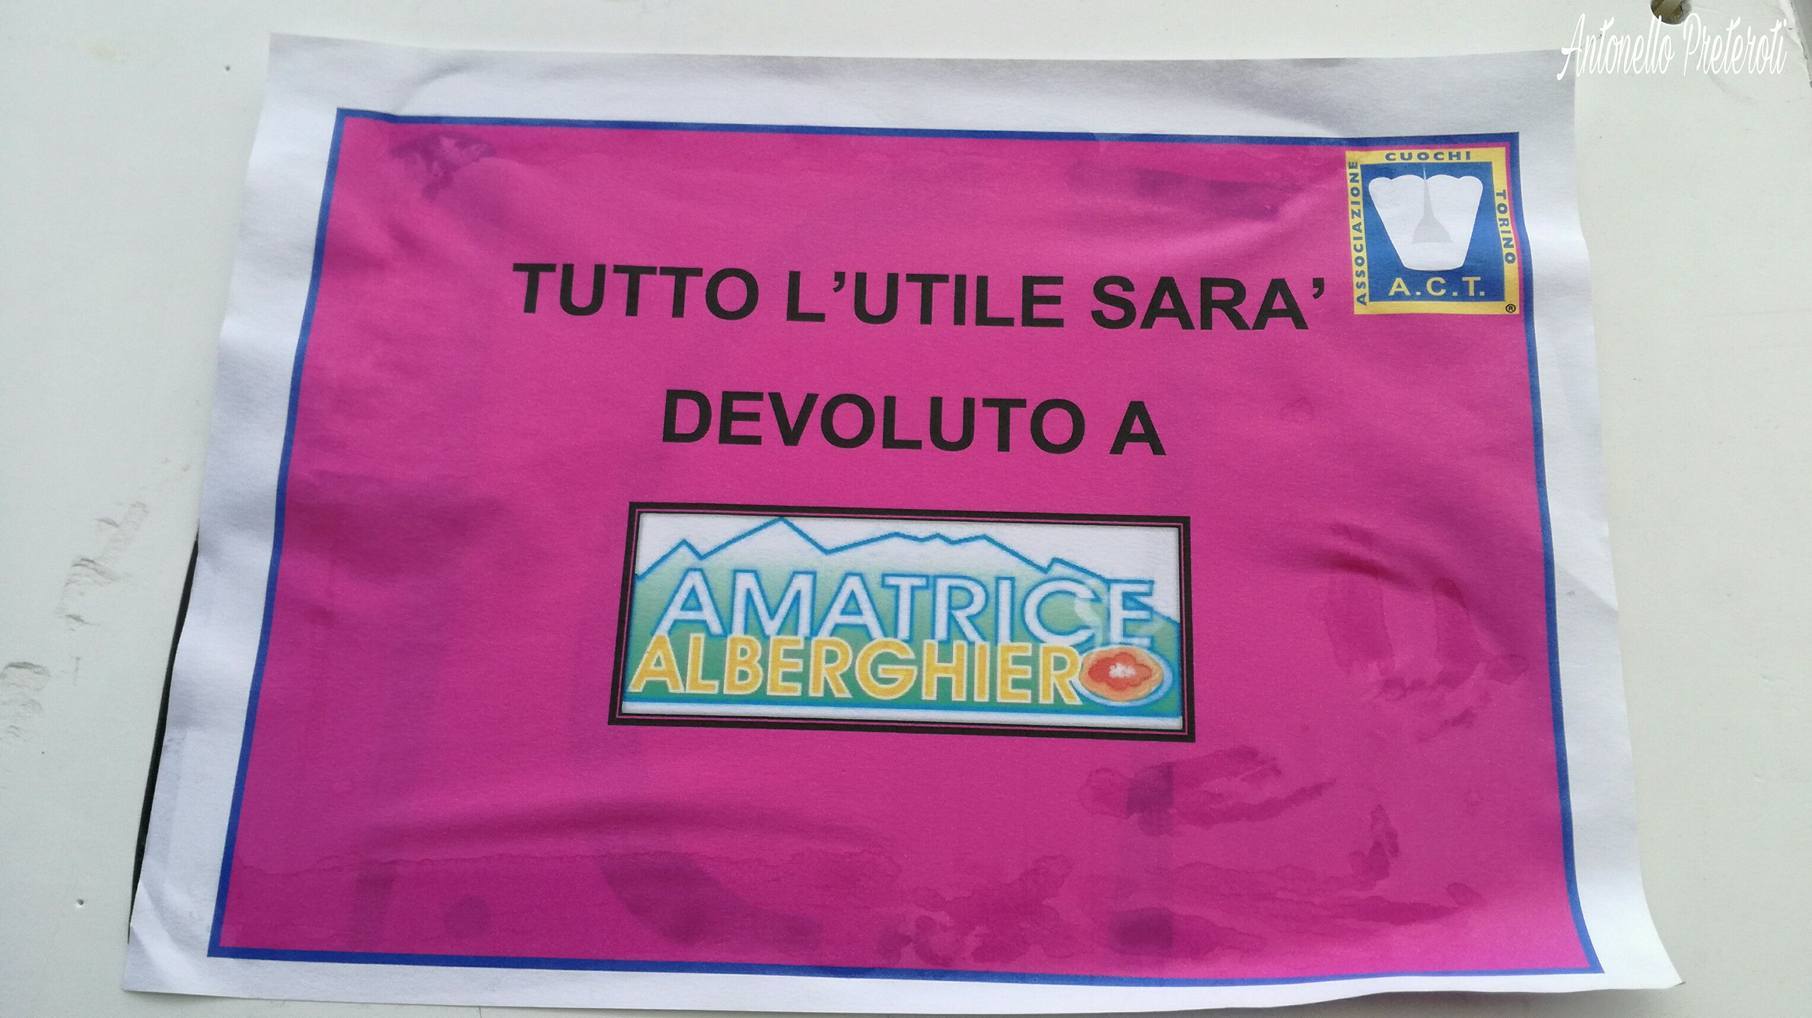 Antonello Preteroti
ASSOCIAZIONE
CUOCHI
TORINO
A.C.T.
®
TUTTO L’UTILE SARA’
DEVOLUTO A
AMATRICE
ALBERGHIERO